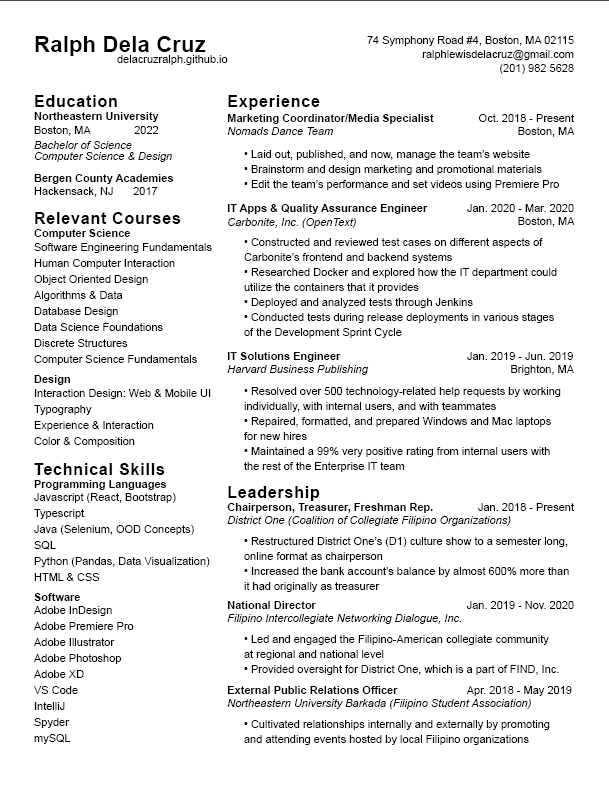 Ralph Dela Cruz
delacruzralph.github.io
74 Symphony Road #4, Boston, MA 02115
ralphlewisdelacruz@gmail.com
(201) 982 5628
Education
Northeastern University
Boston, MA 2022
Bachelor of Science
Computer Science & Design
Bergen County Academies
Hackensack, NJ 2017
Relevant Courses
Computer Science
Software Engineering Fundamentals
Human Computer Interaction
Object Oriented Design
Algorithms & Data
Database Design
Data Science Foundations
Discrete Structures
Computer Science Fundamentals
Design
Interaction Design: Web & Mobile UI
Typography
Experience & Interaction
Color & Composition
Technical Skills
Programming Languages
Javascript (React, Bootstrap)
Typescript
Java (Selenium, OOD Concepts)
SQL
Python (Pandas, Data Visualization)
HTML & CSS
Software
Adobe InDesign
Adobe Premiere Pro
Adobe Illustrator
Adobe Photoshop
Adobe XD
VS Code
IntelliJ
Spyder
mySQL
Experience
Marketing Coordinator/Media Specialist Oct. 2018 - Present
Nomads Dance Team Boston, MA
• Laid out, published, and now, manage the team's website
• Brainstorm and design marketing and promotional materials
• Edit the team's performance and set videos using Premiere Pro
IT Apps & Quality Assurance Engineer Jan. 2020 - Mar. 2020
Carbonite, Inc. (OpenText) Boston, MA
• Constructed and reviewed test cases on different aspects of
Carbonite's frontend and backend systems
• Researched Docker and explored how the IT department could
utilize the containers that it provides
• Deployed and analyzed tests through Jenkins
• Conducted tests during release deployments in various stages
of the Development Sprint Cycle
IT Solutions Engineer Jan. 2019 - Jun. 2019
Harvard Business Publishing Brighton, MA
• Resolved over 500 technology-related help requests by working
individually, with internal users, and with teammates
• Repaired, formatted, and prepared Windows and Mac laptops
for new hires
• Maintained a 99% very positive rating from internal users with
the rest of the Enterprise IT team
Leadership
Chairperson, Treasurer, Freshman Rep. Jan. 2018 - Present
District One (Coalition of Collegiate Filipino Organizations)
• Restructured District One's (D1) culture show to a semester long,
online format as chairperson
• Increased the bank account's balance by almost 600% more than
it had originally as treasurer
National Director Jan. 2019 - Nov. 2020
Filipino Intercollegiate Networking Dialogue, Inc.
• Led and engaged the Filipino-American collegiate community
at regional and national level
• Provided oversight for District One, which is a part of FIND, Inc.
External Public Relations Officer Apr. 2018 - May 2019
Northeastern University Barkada (Filipino Student Association)
• Cultivated relationships internally and externally by promoting
and attending events hosted by local Filipino organizations